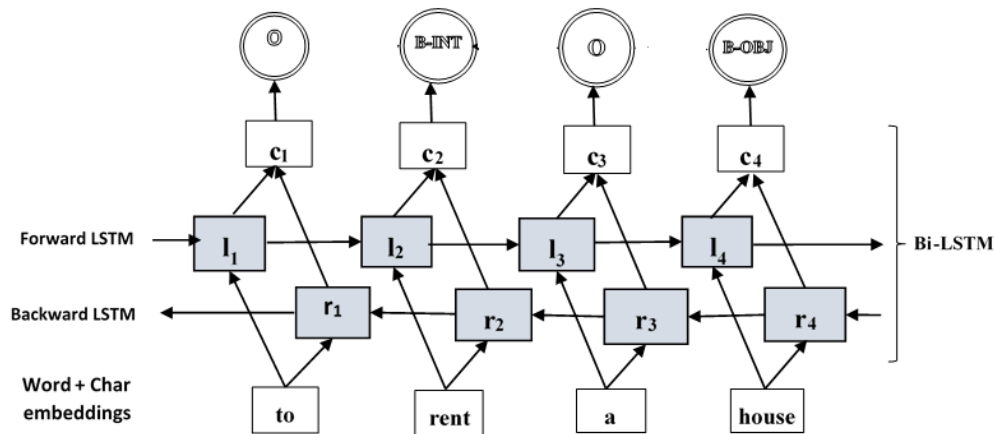 O B-INT O B-OBJ
c1 c2 c3 c4
Forward LSTM l1 l2 l3 l4 Bi-LSTM
Backward LSTM r1 r2 r3 r4
Word + Char
embeddings
to rent a house